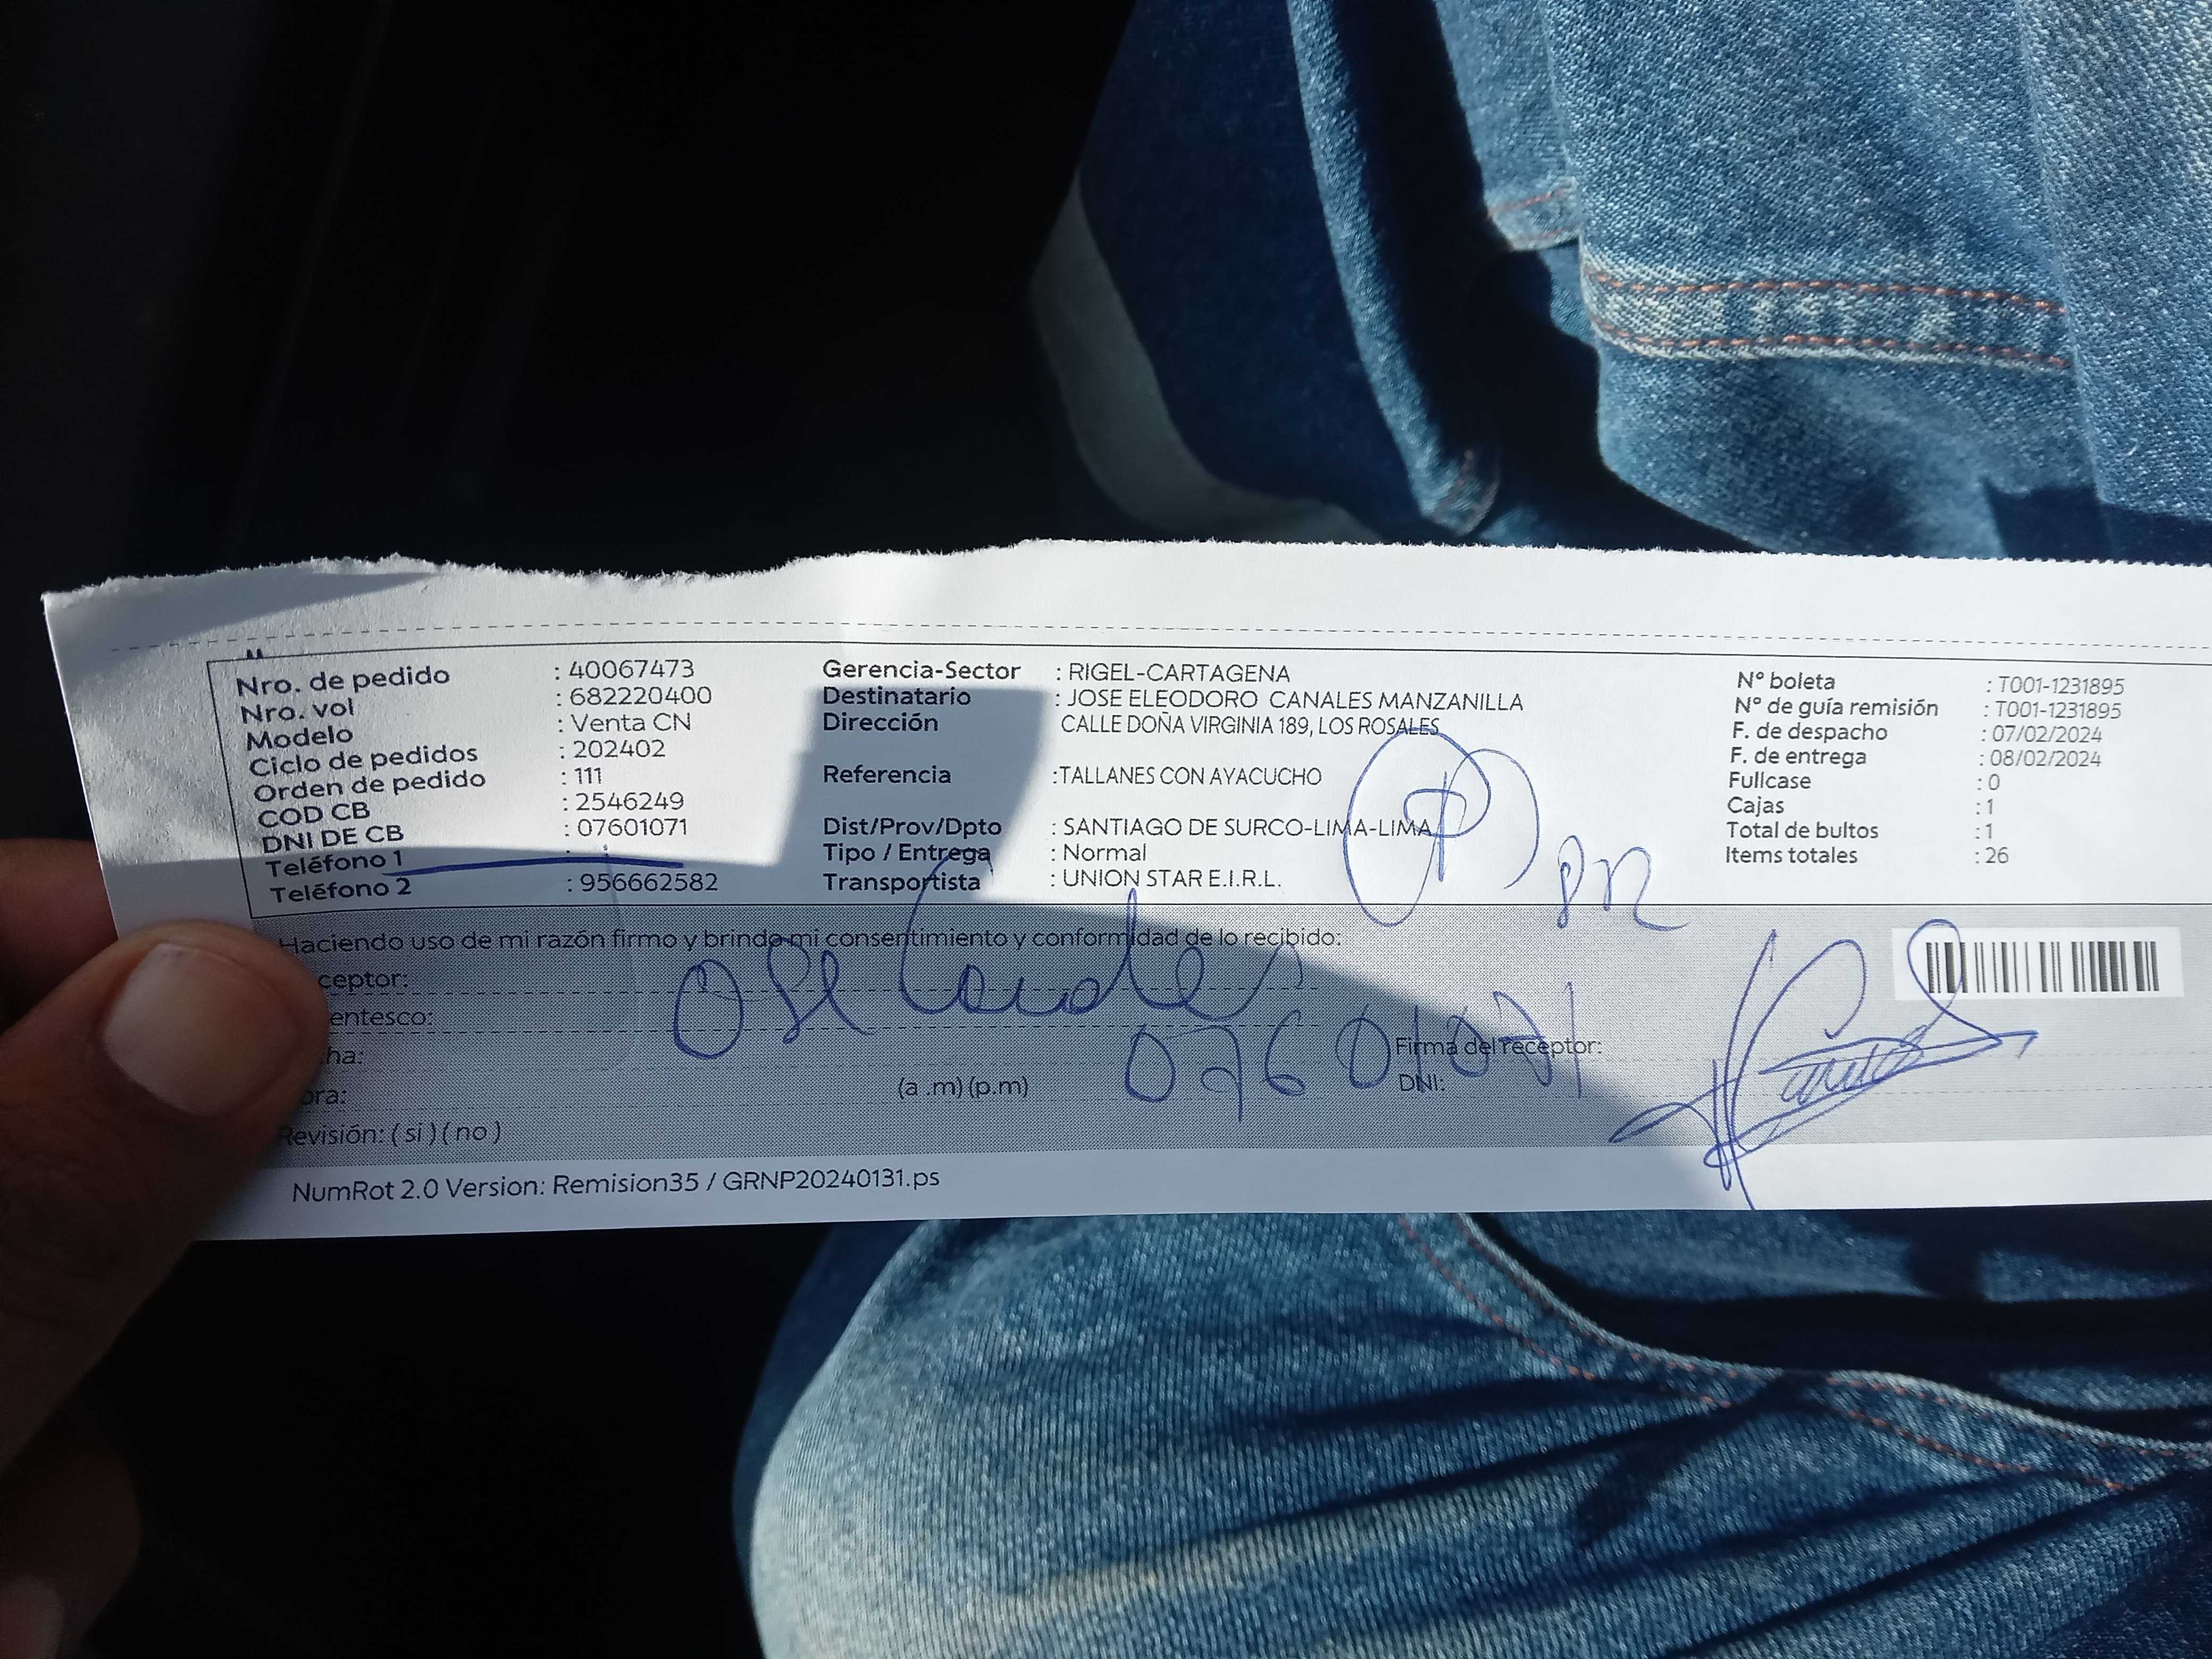 Nro. de pedido : 40067473
Nro. vol : 682220400
Modelo : Venta CN
Ciclo de pedidos : 202402
Orden de pedido : 111
COD CB : 2546249
DNI DE CB : 07601071
Teléfono 1 :
Teléfono 2 : 956662582
Gerencia-Sector : RIGEL-CARTAGENA
Destinatario : JOSE ELEODORO CANALES MANZANILLA
Dirección CALLE DOÑA VIRGINIA 189, LOS ROSALES
Referencia :TALLANES CON AYACUCHO
Dist/Prov/Dpto : SANTIAGO DE SURCO-LIMA-LIMA
Tipo / Entrega : Normal
Transportista : UNION STAR E.I.R.L.
N° boleta : T001-1231895
N° de guía remisión : T001-1231895
F. de despacho : 07/02/2024
F. de entrega : 08/02/2024
Fullcase : 0
Cajas : 1
Total de bultos : 1
Items totales : 26
P
Haciendo uso de mi razón firmo y brindo mi consentimiento y conformidad de lo recibido:
ceptor:
entesco:
07601071
ha:
Firma del receptor:
ora: (a .m) (p.m)
DNI:
Revisión: ( si ) ( no )
NumRot 2.0 Version: Remision35 / GRNP20240131.ps